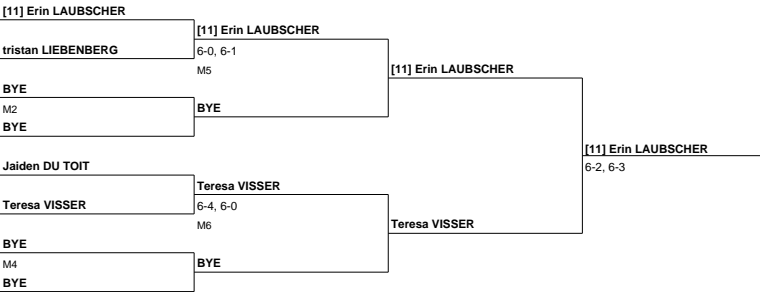 [11] Erin LAUBSCHER
tristan LIEBENBERG
BYE
M2
BYE
Jaiden DU TOIT
Teresa VISSER
BYE
M4
BYE
[11] Erin LAUBSCHER
6-0, 6-1
M5
BYE
Teresa VISSER
6-4, 6-0
M6
BYE
[11] Erin LAUBSCHER
Teresa VISSER
[11] Erin LAUBSCHER
6-2, 6-3